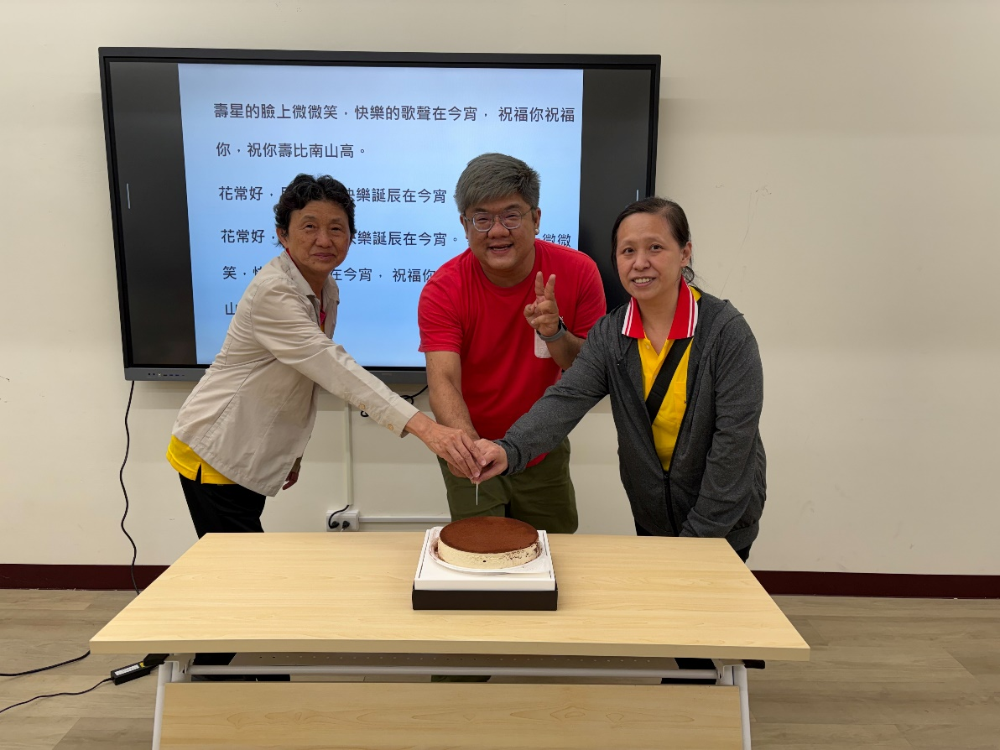 壽星的臉上微微笑，快樂的歌聲在今宵， 祝福你祝福
你，祝你壽比南山高。
花常好， 樂誕辰在今宵。
花常好， 樂誕辰在今宵。 微微
笑， 在今宵， 祝福你
山